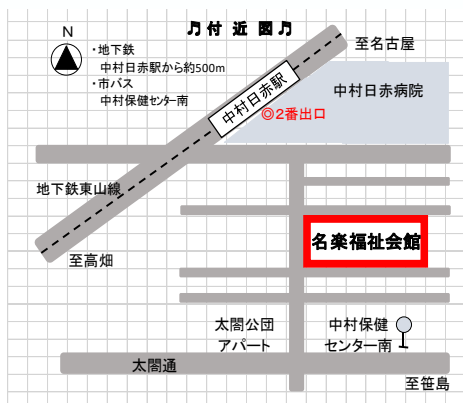 ♬付 近 図♬
N
・地下鉄
中村日赤駅から約500m
・市バス
中村保健センター南
至名古屋
中村日赤駅
中村日赤病院
◎2番出口
地下鉄東山線
至高畑
名楽福祉会館
太閤公団
アパート
中村保健
センター南
太閤通
至笹島